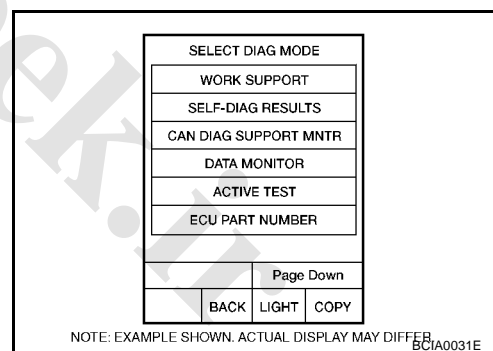 SELECT DIAG MODE
WORK SUPPORT
SELF-DIAG RESULTS
CAN DIAG SUPPORT MNTR
DATA MONITOR
ACTIVE TEST
ECU PART NUMBER
Page Down
BACK LIGHT COPY
NOTE: EXAMPLE SHOWN. ACTUAL DISPLAY MAY DIFFER.
BCIA0031E